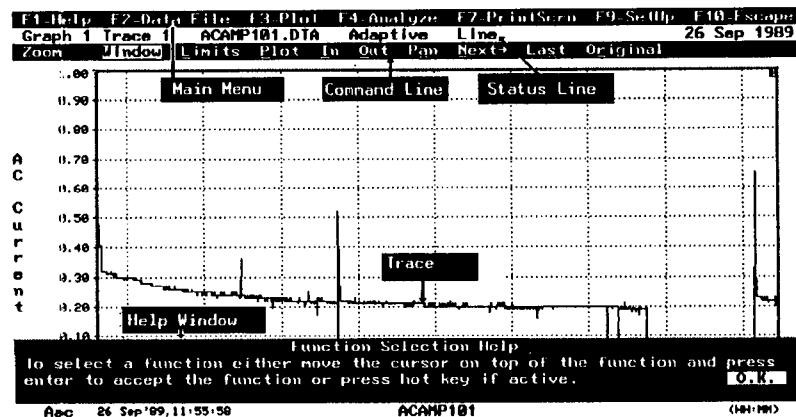 F1-Help F2-Data File F3-Plot F4-Analyze F7-PrintScrn F9-SetUp F10-Escape
Graph 1 Trace 1 ACAMP101.DTA Adaptive Line 26 Sep 1989
Zoom Window Limits Plot In Out Pan Next→ Last Original
Main Menu Command Line Status Line
1.00
0.90
0.80
0.70
0.60
0.50
0.40
0.30
0.20
0.10
AC Current
Trace
Help Window
Function Selection Help
To select a function either move the cursor on top of the function and press
enter to accept the function or press hot key if active. O.K.
26 Sep'89,11:55:58 ACAMP101 (HH:MM)